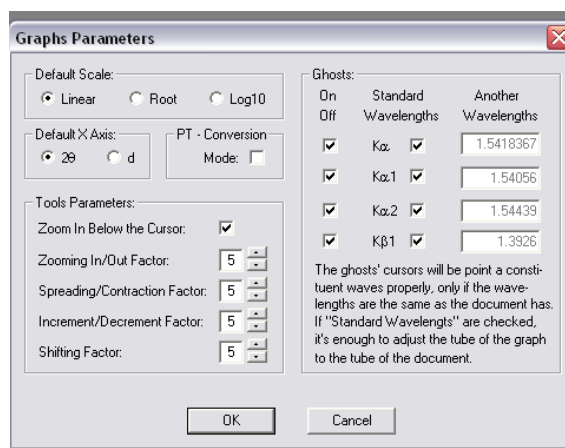 Graphs Parameters
Default Scale:
Linear Root Log10
Default X Axis:
2θ d
PT - Conversion
Mode:
Tools Parameters:
Zoom In Below the Cursor:
Zooming In/Out Factor: 5
Spreading/Contraction Factor: 5
Increment/Decrement Factor: 5
Shifting Factor: 5
Ghosts:
On Standard Another
Off Wavelengths Wavelengths
Kα 1.5418367
Kα1 1.54056
Kα2 1.54439
Kβ1 1.3926
The ghosts' cursors will be point a consti-
tuent waves properly, only if the wave-
lengths are the same as the document has.
If "Standard Wavelengts" are checked,
it's enough to adjust the tube of the graph
to the tube of the document.
OK Cancel